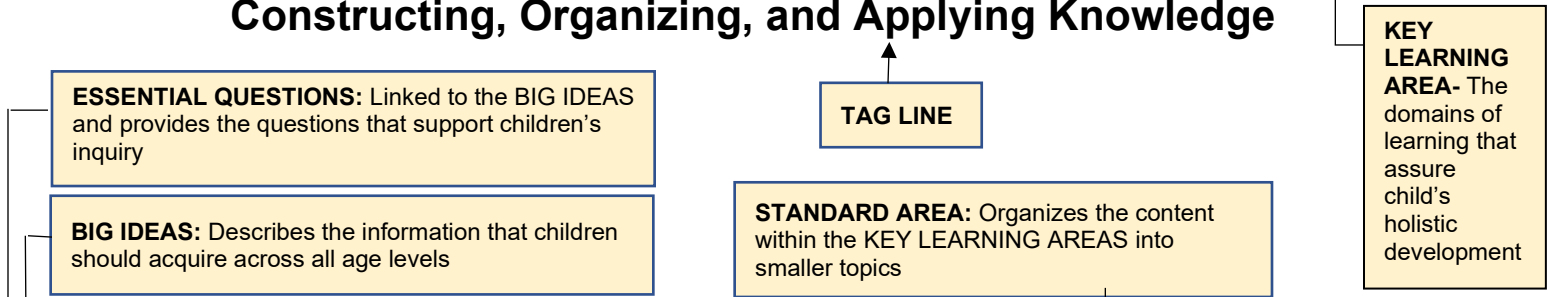 Constructing, Organizing, and Applying Knowledge
ESSENTIAL QUESTIONS: Linked to the BIG IDEAS
and provides the questions that support children’s
inquiry
TAG LINE
KEY
LEARNING
AREA- The
domains of
learning that
assure
child’s
holistic
development
BIG IDEAS: Describes the information that children
should acquire across all age levels
STANDARD AREA: Organizes the content
within the KEY LEARNING AREAS into
smaller topics